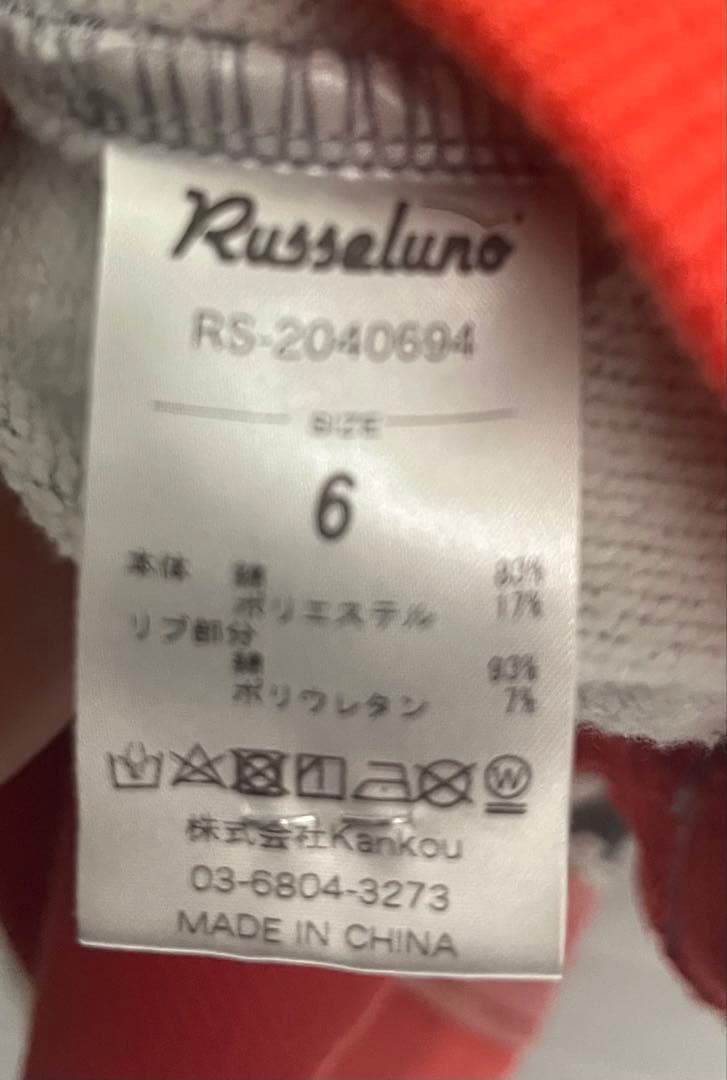 Russeluno
RS-2040694
SIZE
6
本体 綿 83%
ポリエステル 17%
リブ部分
綿 93%
ポリウレタン 7%
W
株式会社Kankou
03-6804-3273
MADE IN CHINA